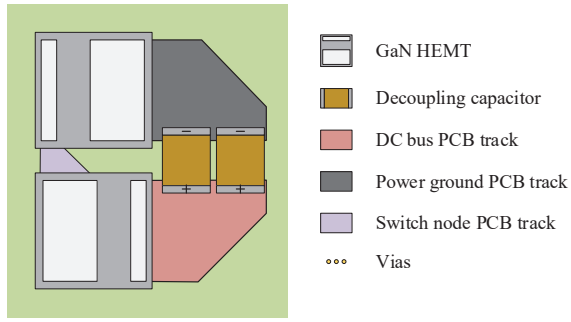 GaN HEMT
Decoupling capacitor
DC bus PCB track
Power ground PCB track
Switch node PCB track
Vias
− −
+ +